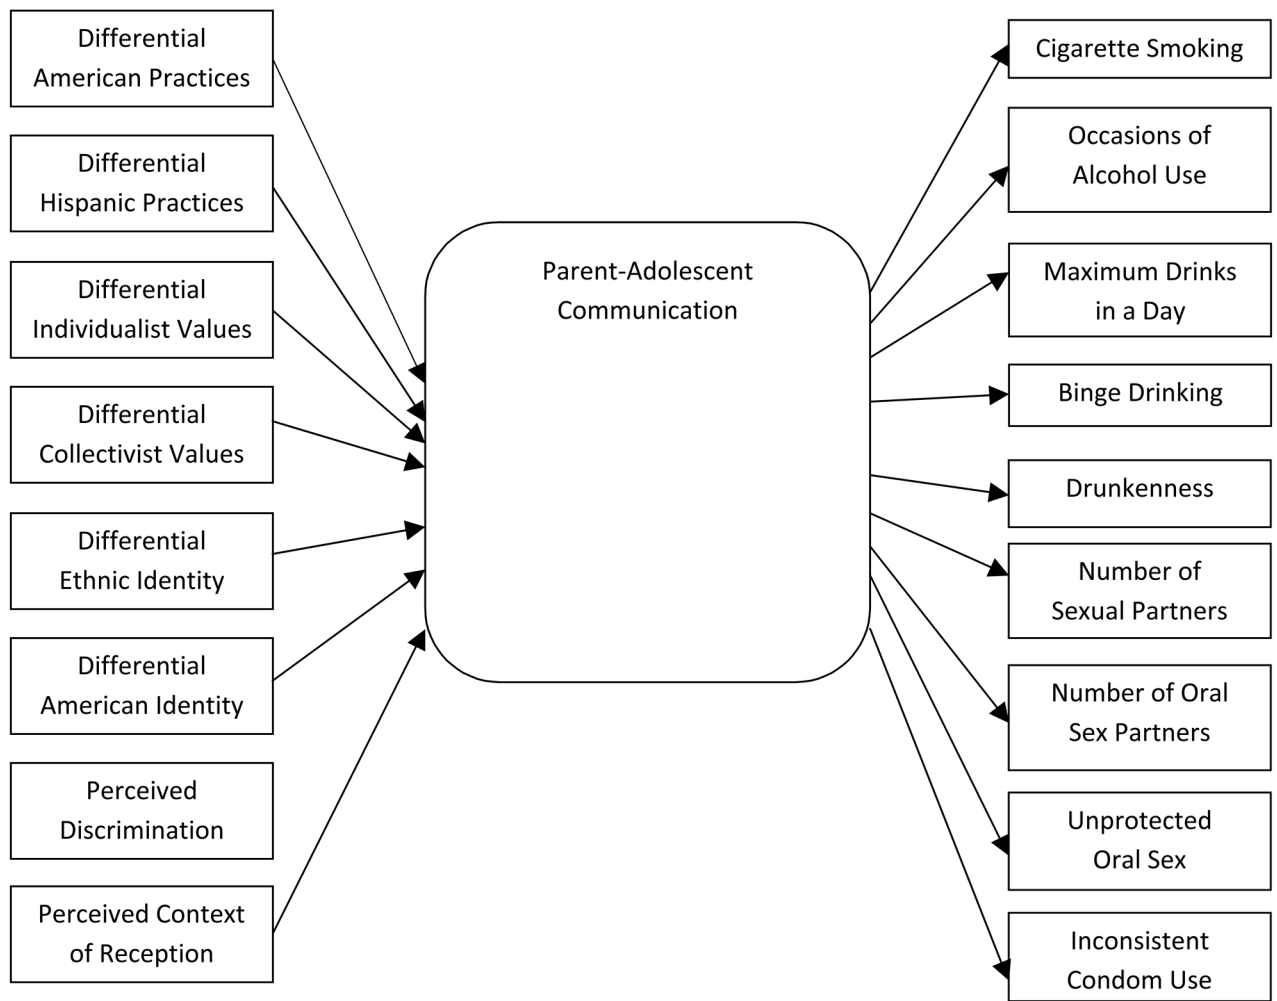 Differential
American Practices
Differential
Hispanic Practices
Differential
Individualist Values
Differential
Collectivist Values
Differential
Ethnic Identity
Differential
American Identity
Perceived
Discrimination
Perceived Context
of Reception
Parent-Adolescent
Communication
Cigarette Smoking
Occasions of
Alcohol Use
Maximum Drinks
in a Day
Binge Drinking
Drunkenness
Number of
Sexual Partners
Number of Oral
Sex Partners
Unprotected
Oral Sex
Inconsistent
Condom Use